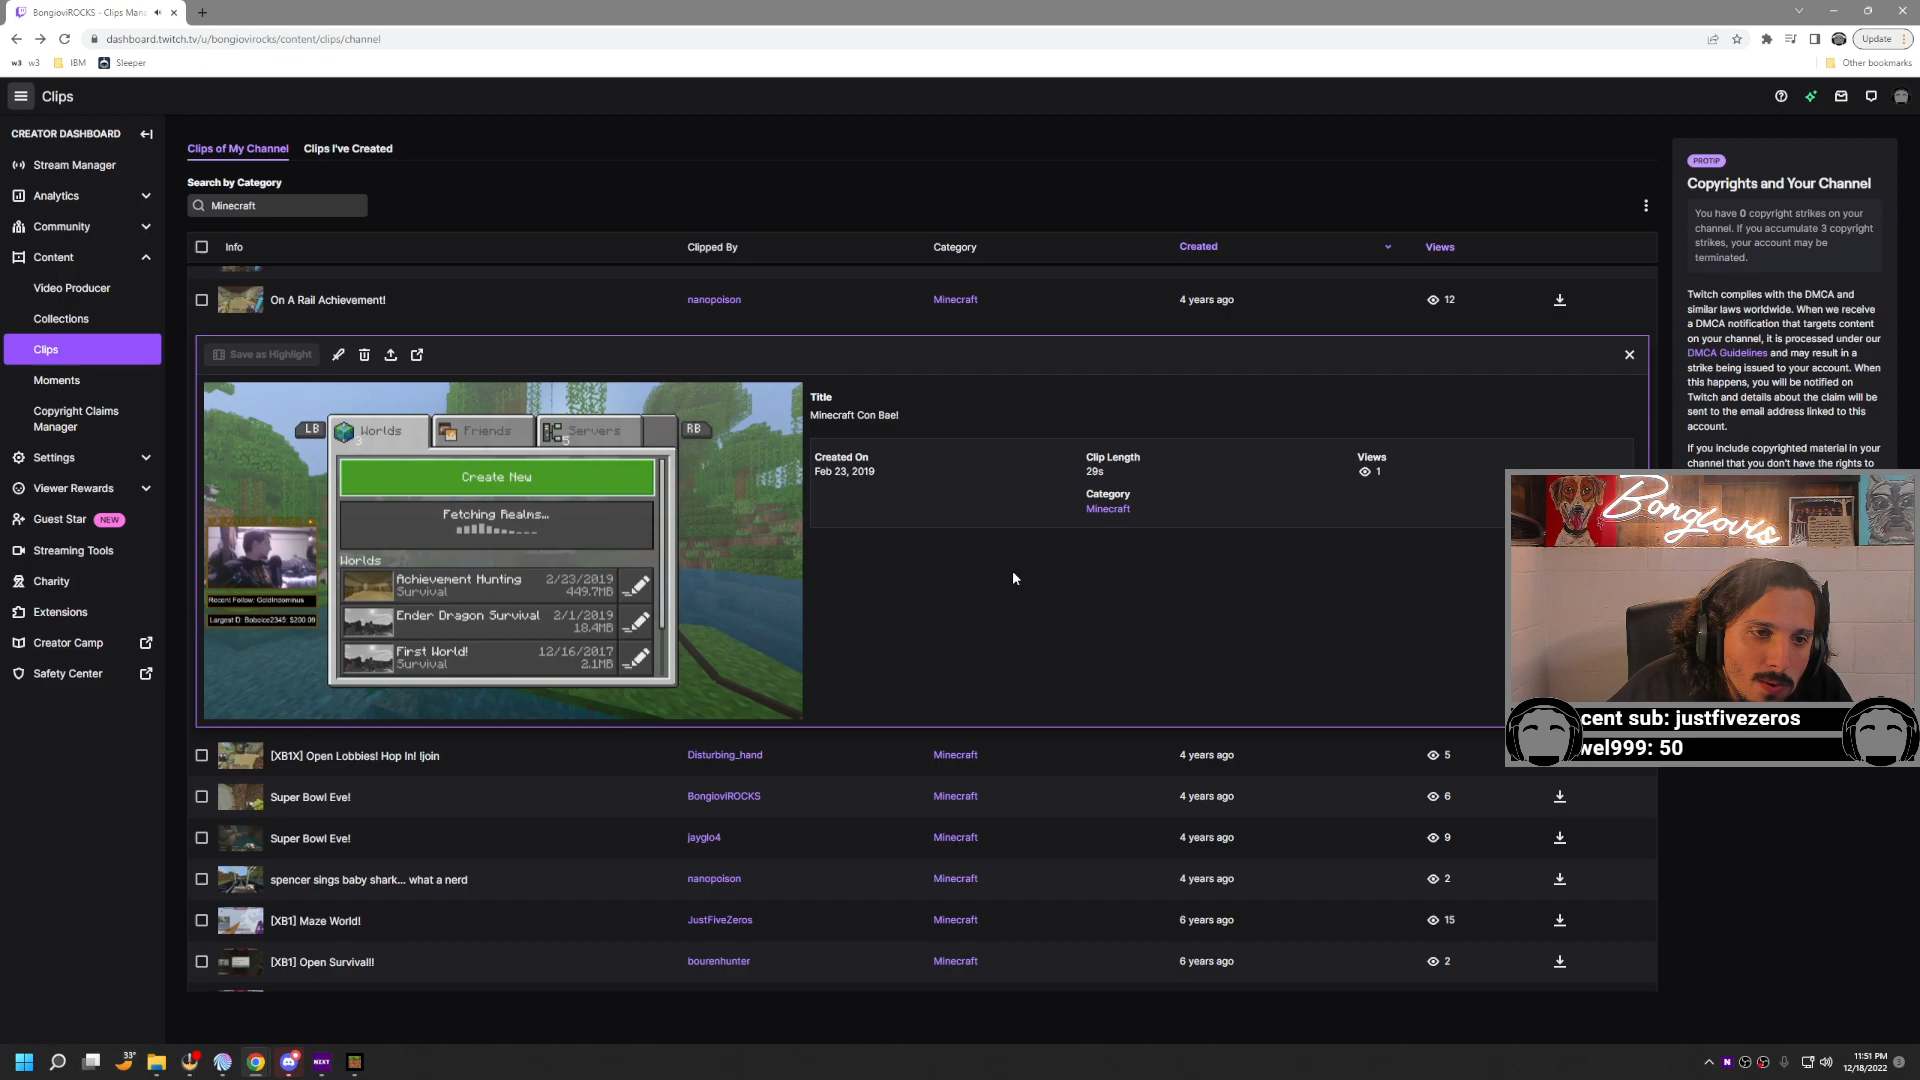 BongioviROCKS - Clips Mana
dashboard.twitch.tv/u/bongiovirocks/content/clips/channel
Update
w3 w3 IBM Sleeper
Other bookmarks
Clips
CREATOR DASHBOARD
Stream Manager
Analytics
Community
Content
Video Producer
Collections
Clips
Moments
Copyright Claims
Manager
Settings
Viewer Rewards
Guest Star NEW
Streaming Tools
Charity
Extensions
Creator Camp
Safety Center
Clips of My Channel Clips I've Created
Search by Category
Minecraft
Info Clipped By Category Created Views
On A Rail Achievement! nanopoison Minecraft 4 years ago 12
Save as Highlight
LB Worlds 3 Friends Servers 5 RB
Create New
Fetching Realms...
Worlds
Achievement Hunting 2/23/2019
Survival 449.7MB
Ender Dragon Survival 2/1/2019
18.4MB
First World! 12/16/2017
Survival 2.1MB
Recent Follow: GoldIndominus
Largest D: Boboice2345: $200.09
Title
Minecraft Con Bae!
Created On Clip Length Views
Feb 23, 2019 29s 1
Category
Minecraft
[XB1X] Open Lobbies! Hop In! !join Disturbing_hand Minecraft 4 years ago 5
Super Bowl Eve! BongioviROCKS Minecraft 4 years ago 6
Super Bowl Eve! jayglo4 Minecraft 4 years ago 9
spencer sings baby shark... what a nerd nanopoison Minecraft 4 years ago 2
[XB1] Maze World! JustFiveZeros Minecraft 6 years ago 15
[XB1] Open Survival!! bourenhunter Minecraft 6 years ago 2
PROTIP
Copyrights and Your Channel
You have 0 copyright strikes on your
channel. If you accumulate 3 copyright
strikes, your account may be
terminated.
Twitch complies with the DMCA and
similar laws worldwide. When we receive
a DMCA notification that targets content
on your channel, it is processed under our
DMCA Guidelines and may result in a
strike being issued to your account. When
this happens, you will be notified on
Twitch and details about the claim will be
sent to the email address linked to this
account.
If you include copyrighted material in your
channel that you don't have the rights to
Bongiovis
cent sub: justfivezeros
wel999: 50
33°
NZXT
N
11:51 PM
12/18/2022
3